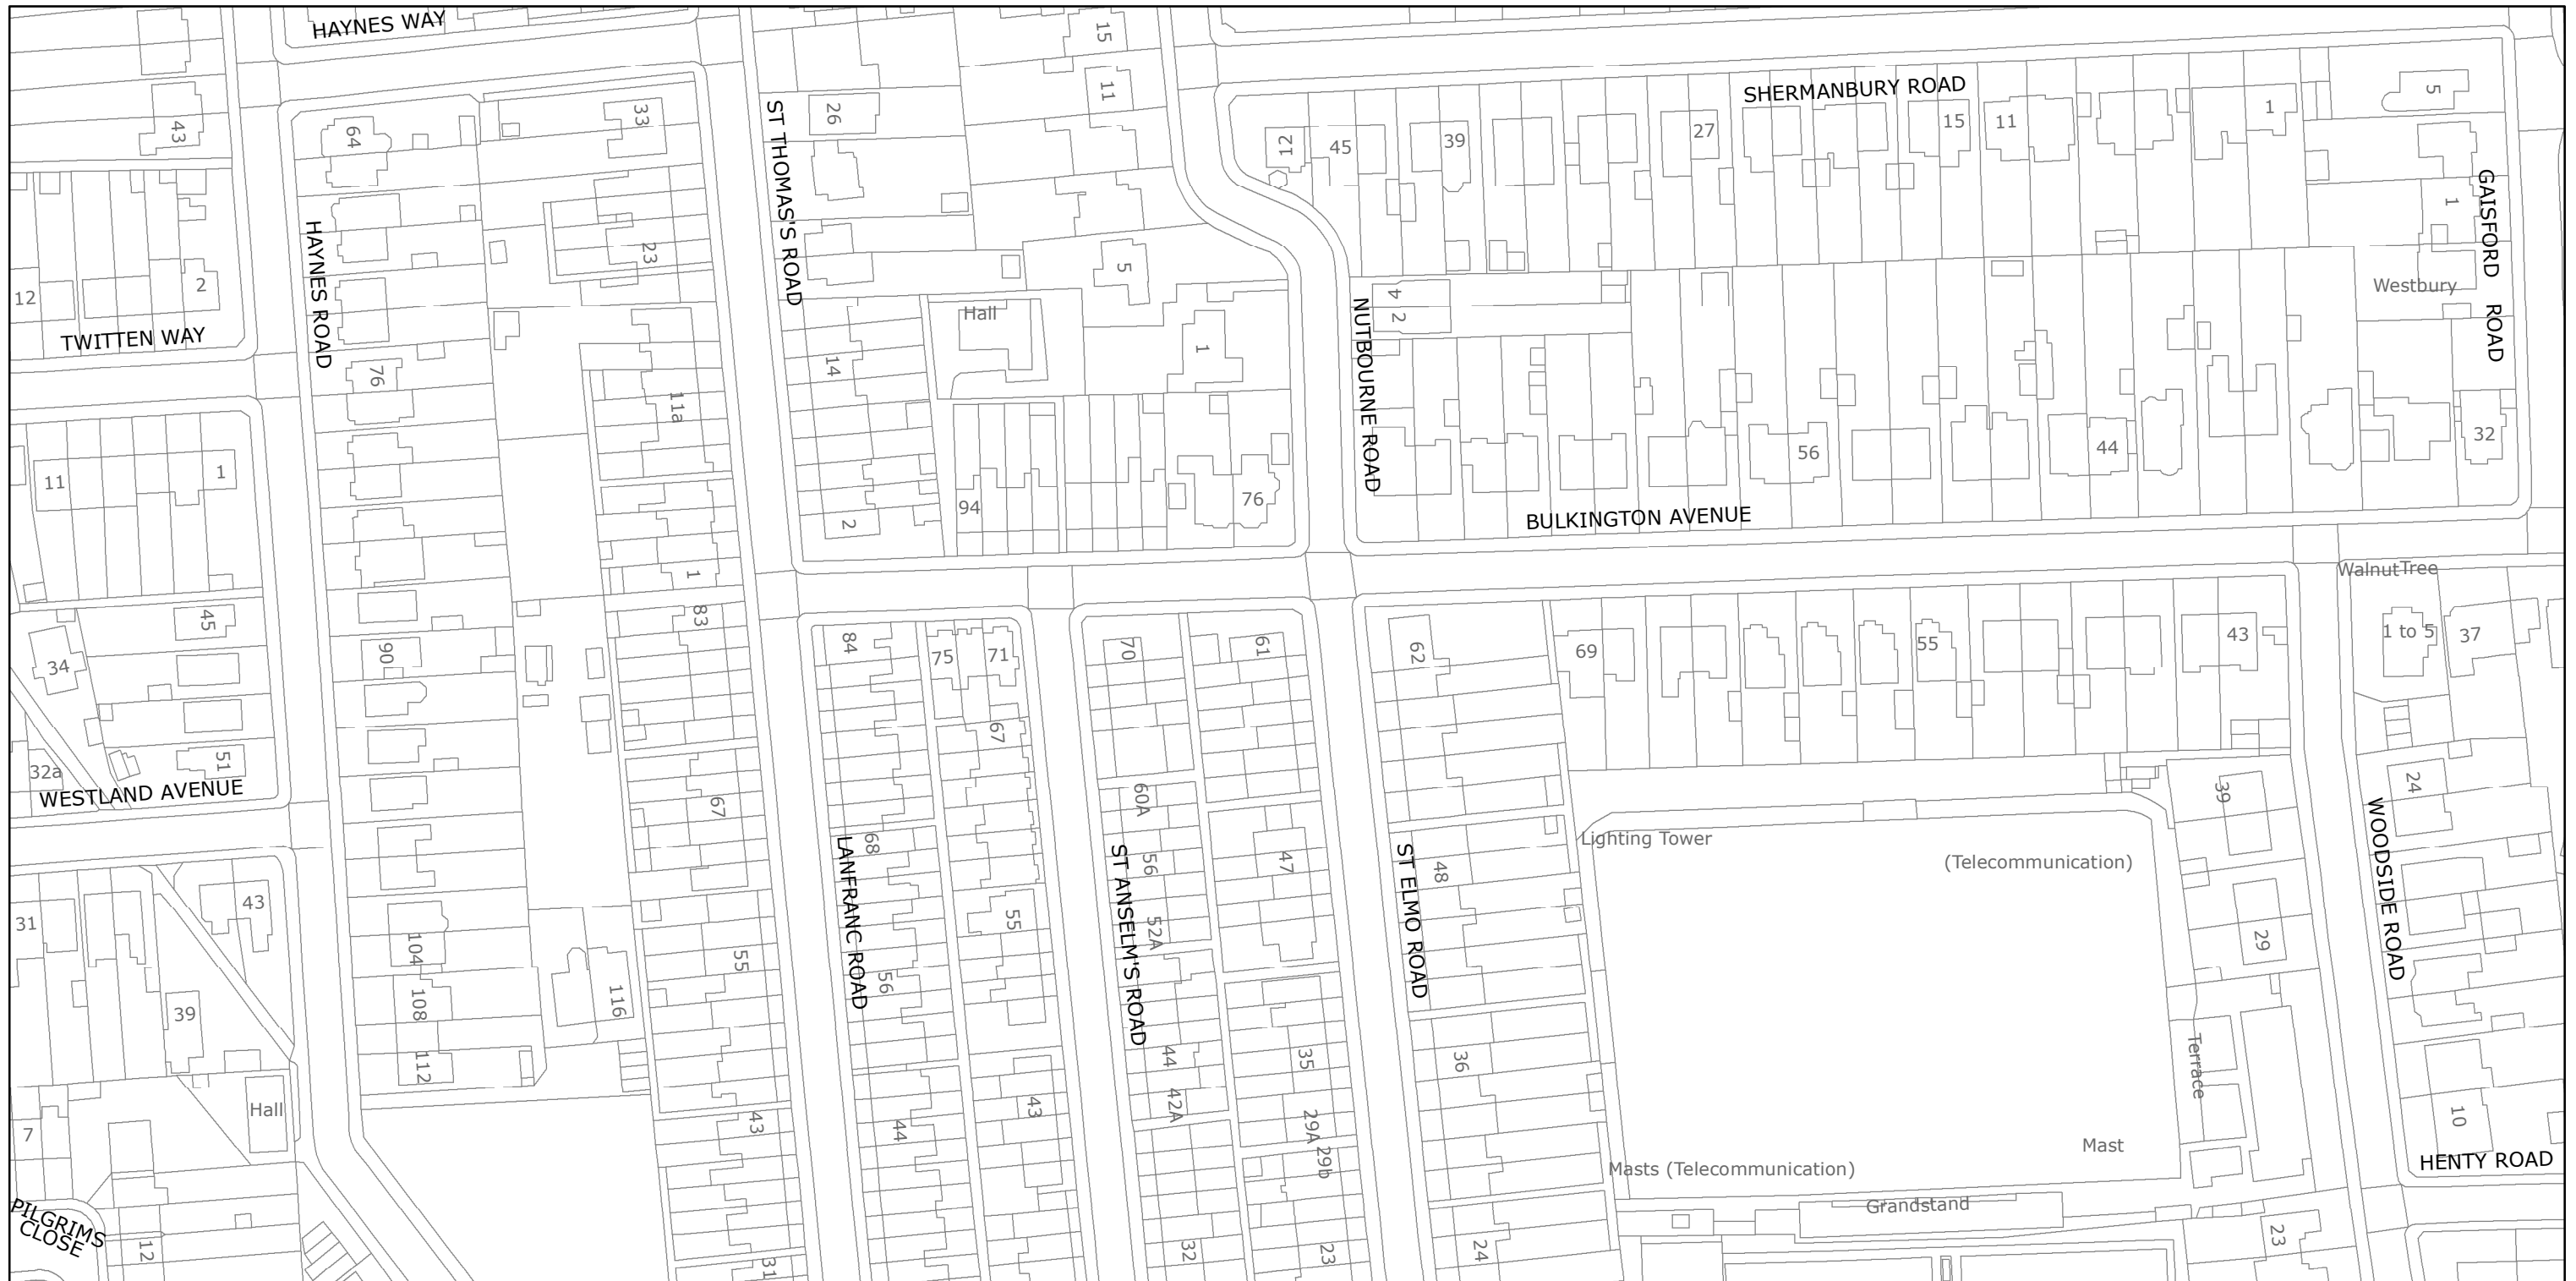 HAYNES WAY
15
11
SHERMANBURY ROAD
5
64
33
26
43
12
45
39
27
15
11
1
ST THOMAS'S ROAD
GAISFORD ROAD
1
HAYNES ROAD
23
5
12
2
Hall
4
2
Westbury
TWITTEN WAY
NUTBOURNE ROAD
14
1
76
11a
56
44
32
11
1
94
76
2
BULKINGTON AVENUE
1
WalnutTree
45
83
34
90
84
75
71
70
61
62
69
55
43
1 to 5
37
67
32a
51
WESTLAND AVENUE
67
60A
39
24
WOODSIDE ROAD
Lighting Tower
(Telecommunication)
68
LANFRANC ROAD
56
ST ANSELM'S ROAD
47
ST ELMO ROAD
48
31
43
104
55
55
52A
29
39
108
116
56
112
44
35
36
Terrace
42A
Hall
7
43
44
43
29A
29b
Mast
10
Masts (Telecommunication)
HENTY ROAD
PILGRIMS
CLOSE
12
31
32
23
24
Grandstand
23